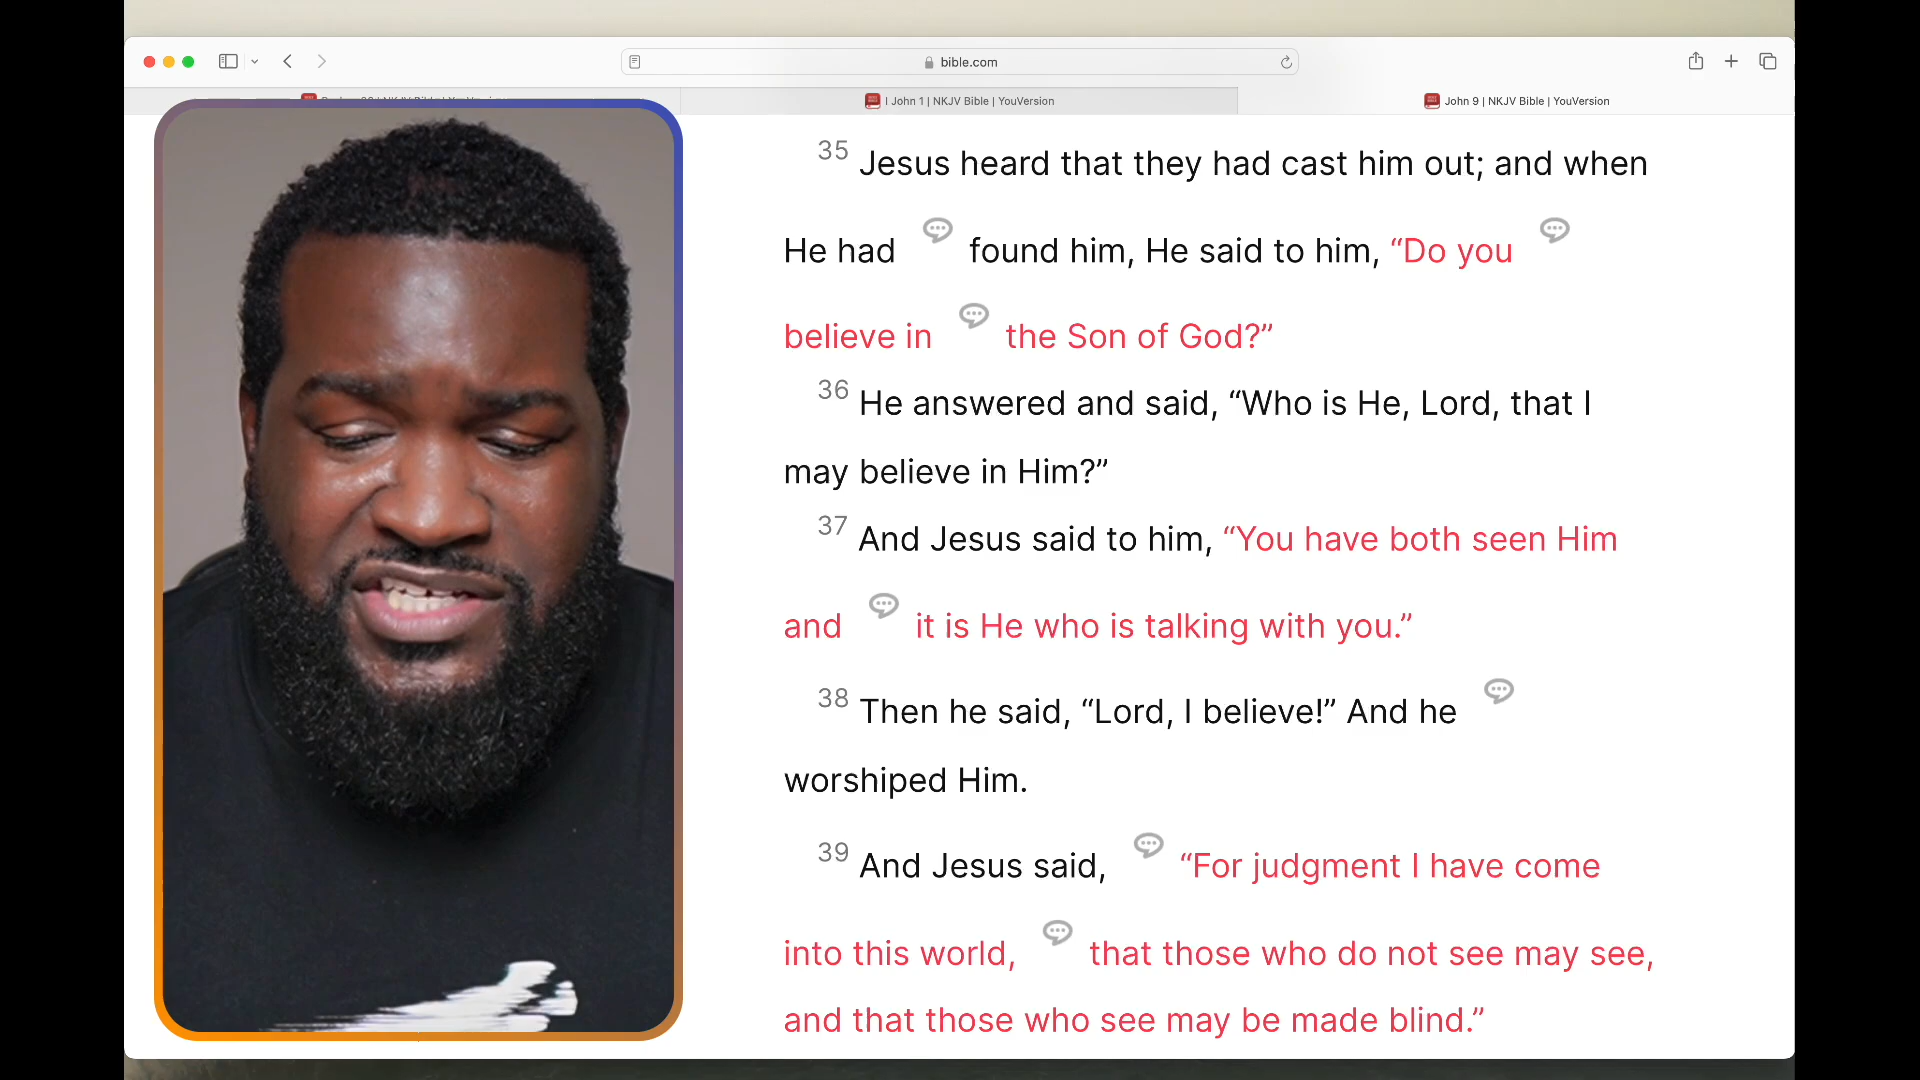 bible.com
I John 1 | NKJV Bible | YouVersion
John 9 | NKJV Bible | YouVersion
35 Jesus heard that they had cast him out; and when
He had found him, He said to him, “Do you
believe in the Son of God?”
36 He answered and said, “Who is He, Lord, that I
may believe in Him?”
37 And Jesus said to him, “You have both seen Him
and it is He who is talking with you.”
38 Then he said, “Lord, I believe!” And he
worshiped Him.
39 And Jesus said, “For judgment I have come
into this world, that those who do not see may see,
and that those who see may be made blind.”